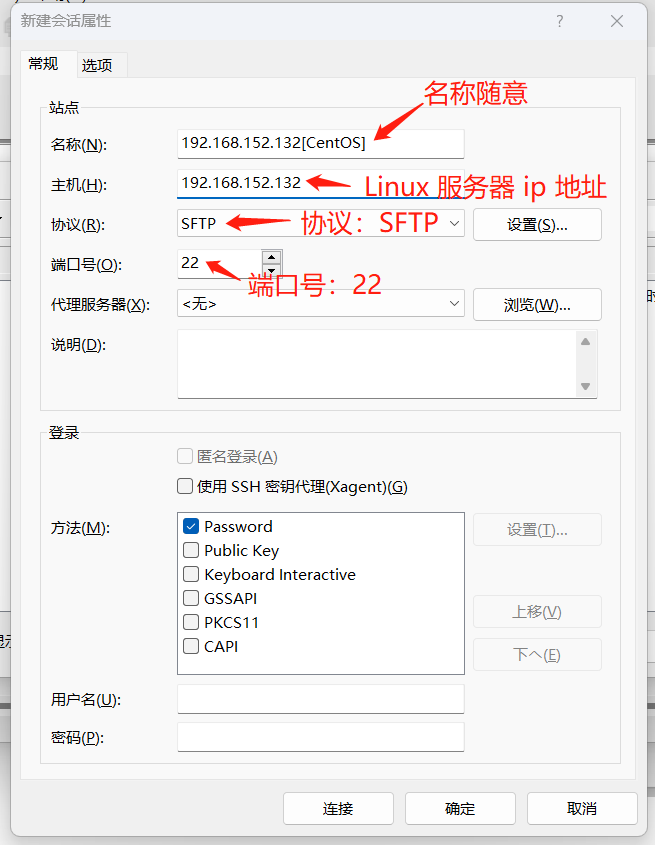 新建会话属性
常规 选项
名称随意
站点
名称(N): 192.168.152.132[CentOS]
主机(H): 192.168.152.132 Linux 服务器 ip 地址
协议(R): SFTP 协议：SFTP 设置(S)...
端口号(O): 22 端口号：22
代理服务器(X): <无> 浏览(W)...
说明(D):
登录
匿名登录(A)
使用 SSH 密钥代理(Xagent)(G)
方法(M): Password 设置(T)...
Public Key
Keyboard Interactive
GSSAPI
PKCS11 上移(V)
CAPI 下へ(E)
用户名(U):
密码(P):
连接 确定 取消